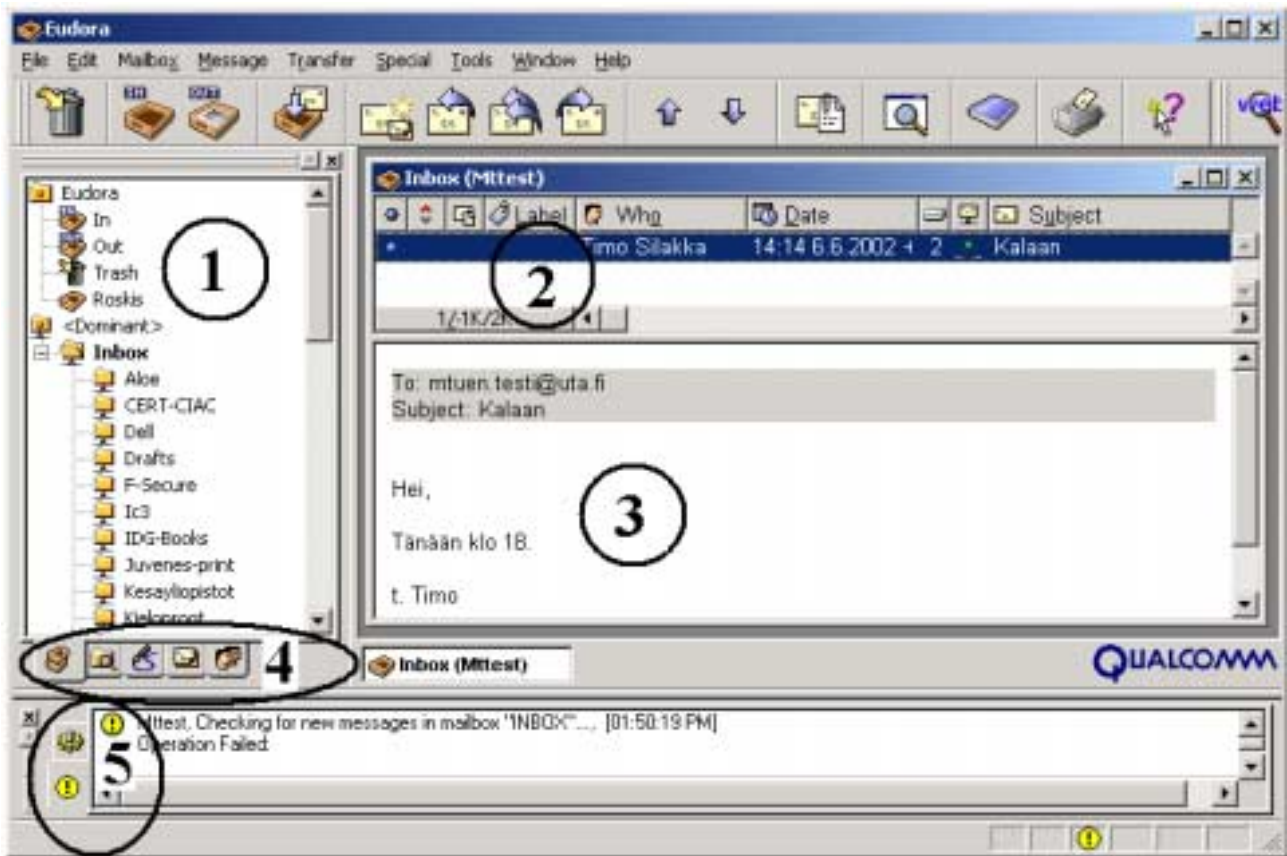 Eudora
File Edit Mailbox Message Transfer Special Tools Window Help
Eudora
In
Out
Trash
Roskis
<Dominant>
Inbox
Aloe
CERT-CIAC
Dell
Drafts
F-Secure
Ic3
IDG-Books
Juvenes-print
Kesayliopistot
1
4
Inbox (Mttest)
Label Who Date Subject
Timo Silakka 14:14 6.6.2002 2 Kalaan
2
To: mtuen.testi@uta.fi
Subject: Kalaan
Hei,
Tänään klo 18.
t. Timo
3
Inbox (Mttest)
QUALCOMM
Mttest, Checking for new messages in mailbox "INBOX"..., [01:50:19 PM]
Operation Failed
5